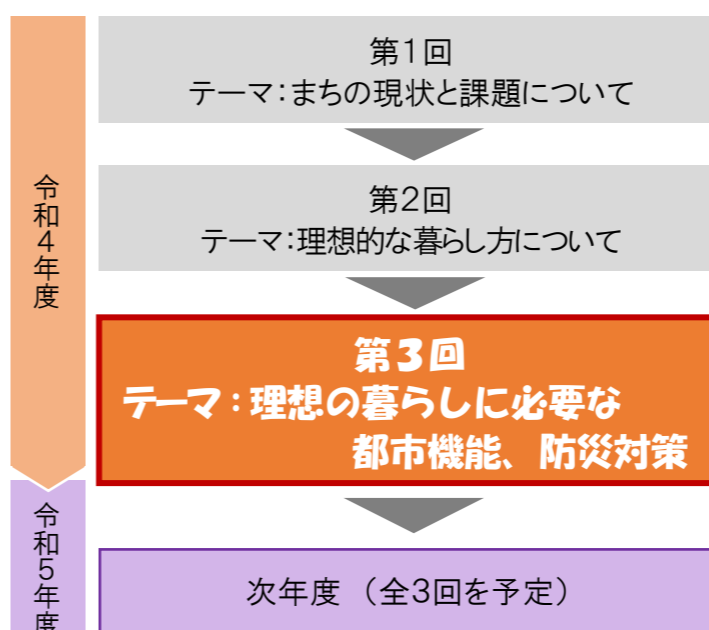 令和4年度
第1回
テーマ:まちの現状と課題について
第2回
テーマ:理想的な暮らし方について
第3回
テーマ:理想の暮らしに必要な
都市機能、防災対策
令和5年度
次年度 (全3回を予定)